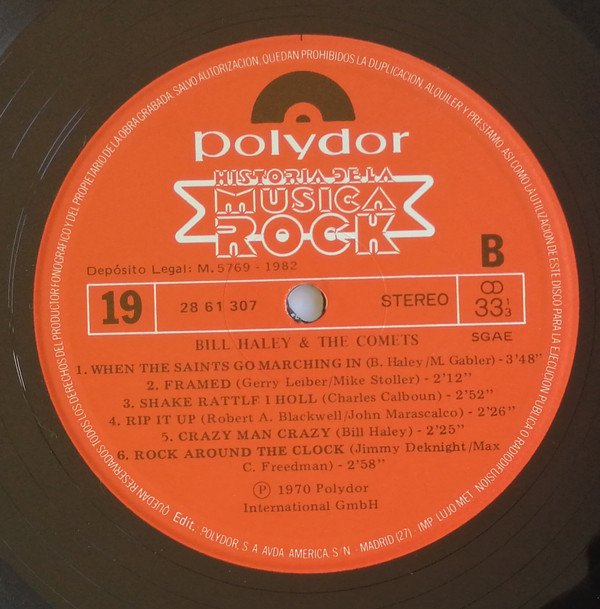 QUEDAN RESERVADOS TODOS LOS DERECHOS DEL PRODUCTOR FONOGRAFICO Y DEL PROPIETARIO DE LA OBRA GRABADA. SALVO AUTORIZACION, QUEDAN PROHIBIDOS LA DUPLICACION, ALQUILER Y PRESTAMO, ASI COMO LA UTILIZACION DE ESTE DISCO PARA LA EJECUCION PUBLICA O RADIODIFUSION
polydor
HISTORIA DE LA
MUSICA
ROCK
Depósito Legal: M. 5769 - 1982
B
19
28 61 307
STEREO
33 1/3
SGAE
BILL HALEY & THE COMETS
1. WHEN THE SAINTS GO MARCHING IN (B. Haley/M. Gabler) - 3'48"
2. FRAMED (Gerry Leiber/Mike Stoller) - 2'12"
3. SHAKE RATTLF I HOLL (Charles Calboun) - 2'52"
4. RIP IT UP (Robert A. Blackwell/John Marascalco) - 2'26"
5. CRAZY MAN CRAZY (Bill Haley) - 2'25"
6. ROCK AROUND THE CLOCK (Jimmy Deknight/Max
C. Freedman) - 2'58"
Ⓟ 1970 Polydor
International GmbH
Edit. POLYDOR, S. A. AVDA. AMERICA, S/N - MADRID (27) - IMP. LUJO MET